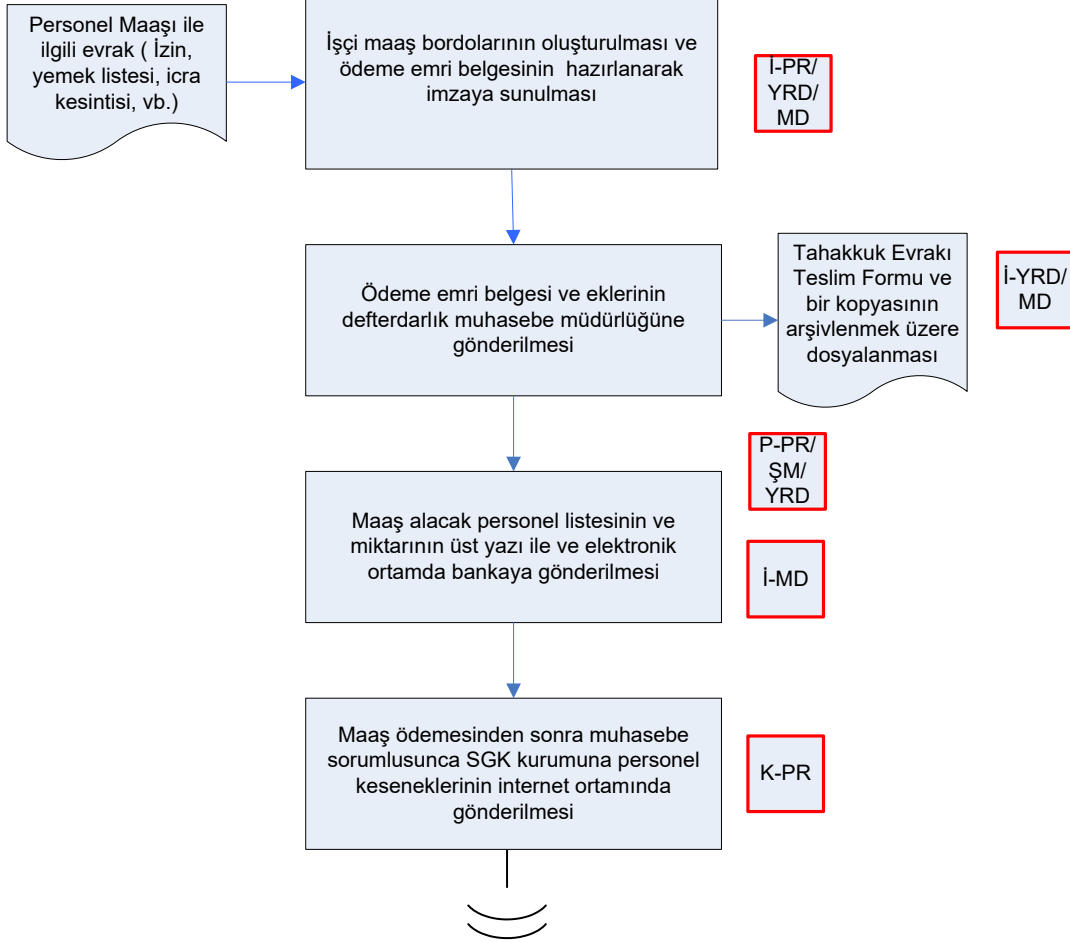 Personel Maaşı ile
ilgili evrak ( İzin,
yemek listesi, icra
kesintisi, vb.)
İşçi maaş bordolarının oluşturulması ve
ödeme emri belgesinin hazırlanarak
imzaya sunulması
İ-PR/
YRD/
MD
Ödeme emri belgesi ve eklerinin
defterdarlık muhasebe müdürlüğüne
gönderilmesi
Tahakkuk Evrakı
Teslim Formu ve
bir kopyasının
arşivlenmek üzere
dosyalanması
İ-YRD/
MD
P-PR/
ŞM/
YRD
Maaş alacak personel listesinin ve
miktarının üst yazı ile ve elektronik
ortamda bankaya gönderilmesi
İ-MD
Maaş ödemesinden sonra muhasebe
sorumlusunca SGK kurumuna personel
keseneklerinin internet ortamında
gönderilmesi
K-PR